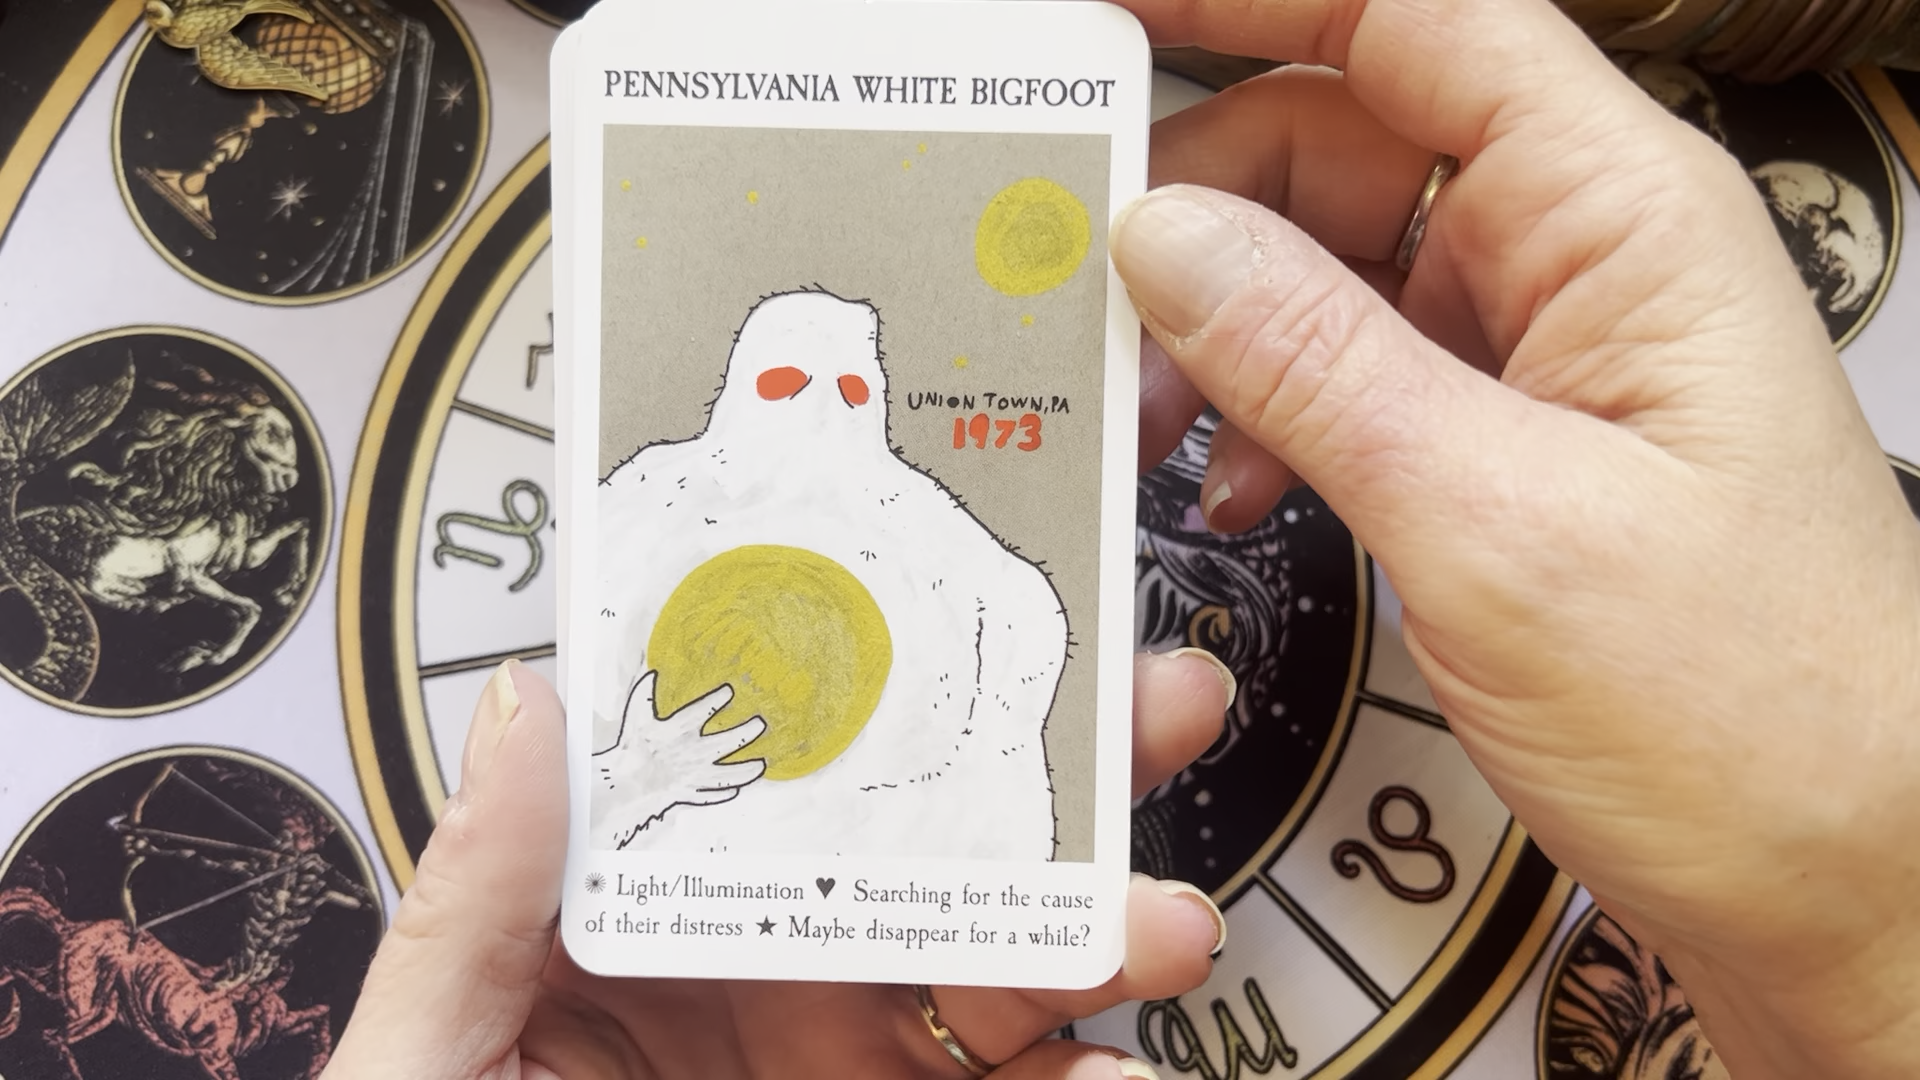 PENNSYLVANIA WHITE BIGFOOT
UNION TOWN, PA
1973
Light/Illumination ♥ Searching for the cause
of their distress ★ Maybe disappear for a while?